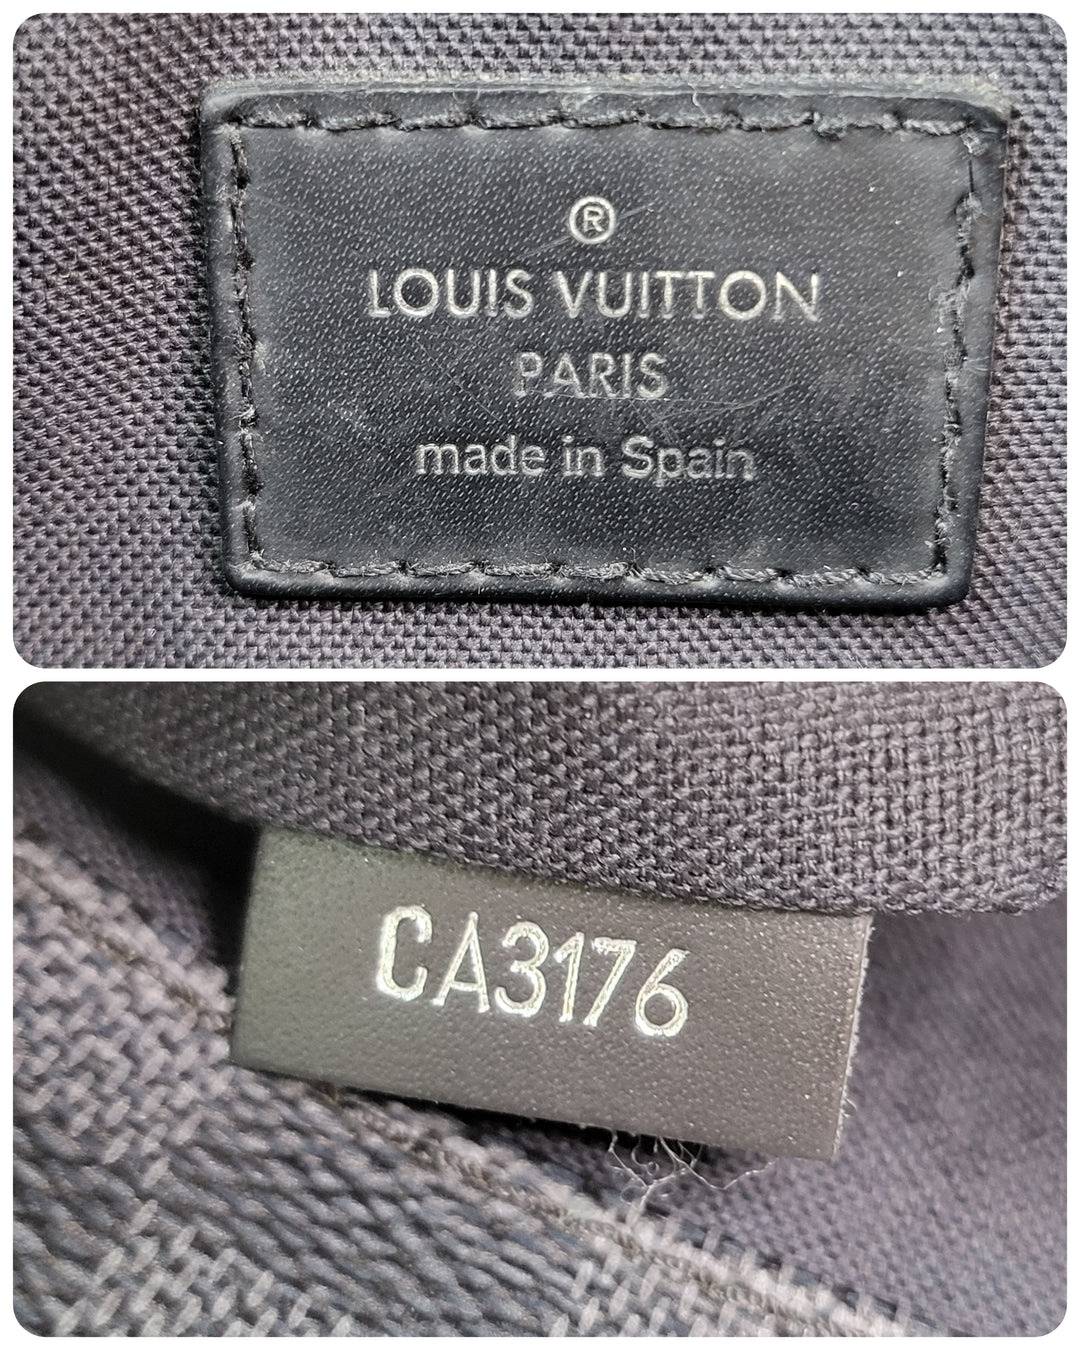 ®
LOUIS VUITTON
PARIS
made in Spain
CA3176